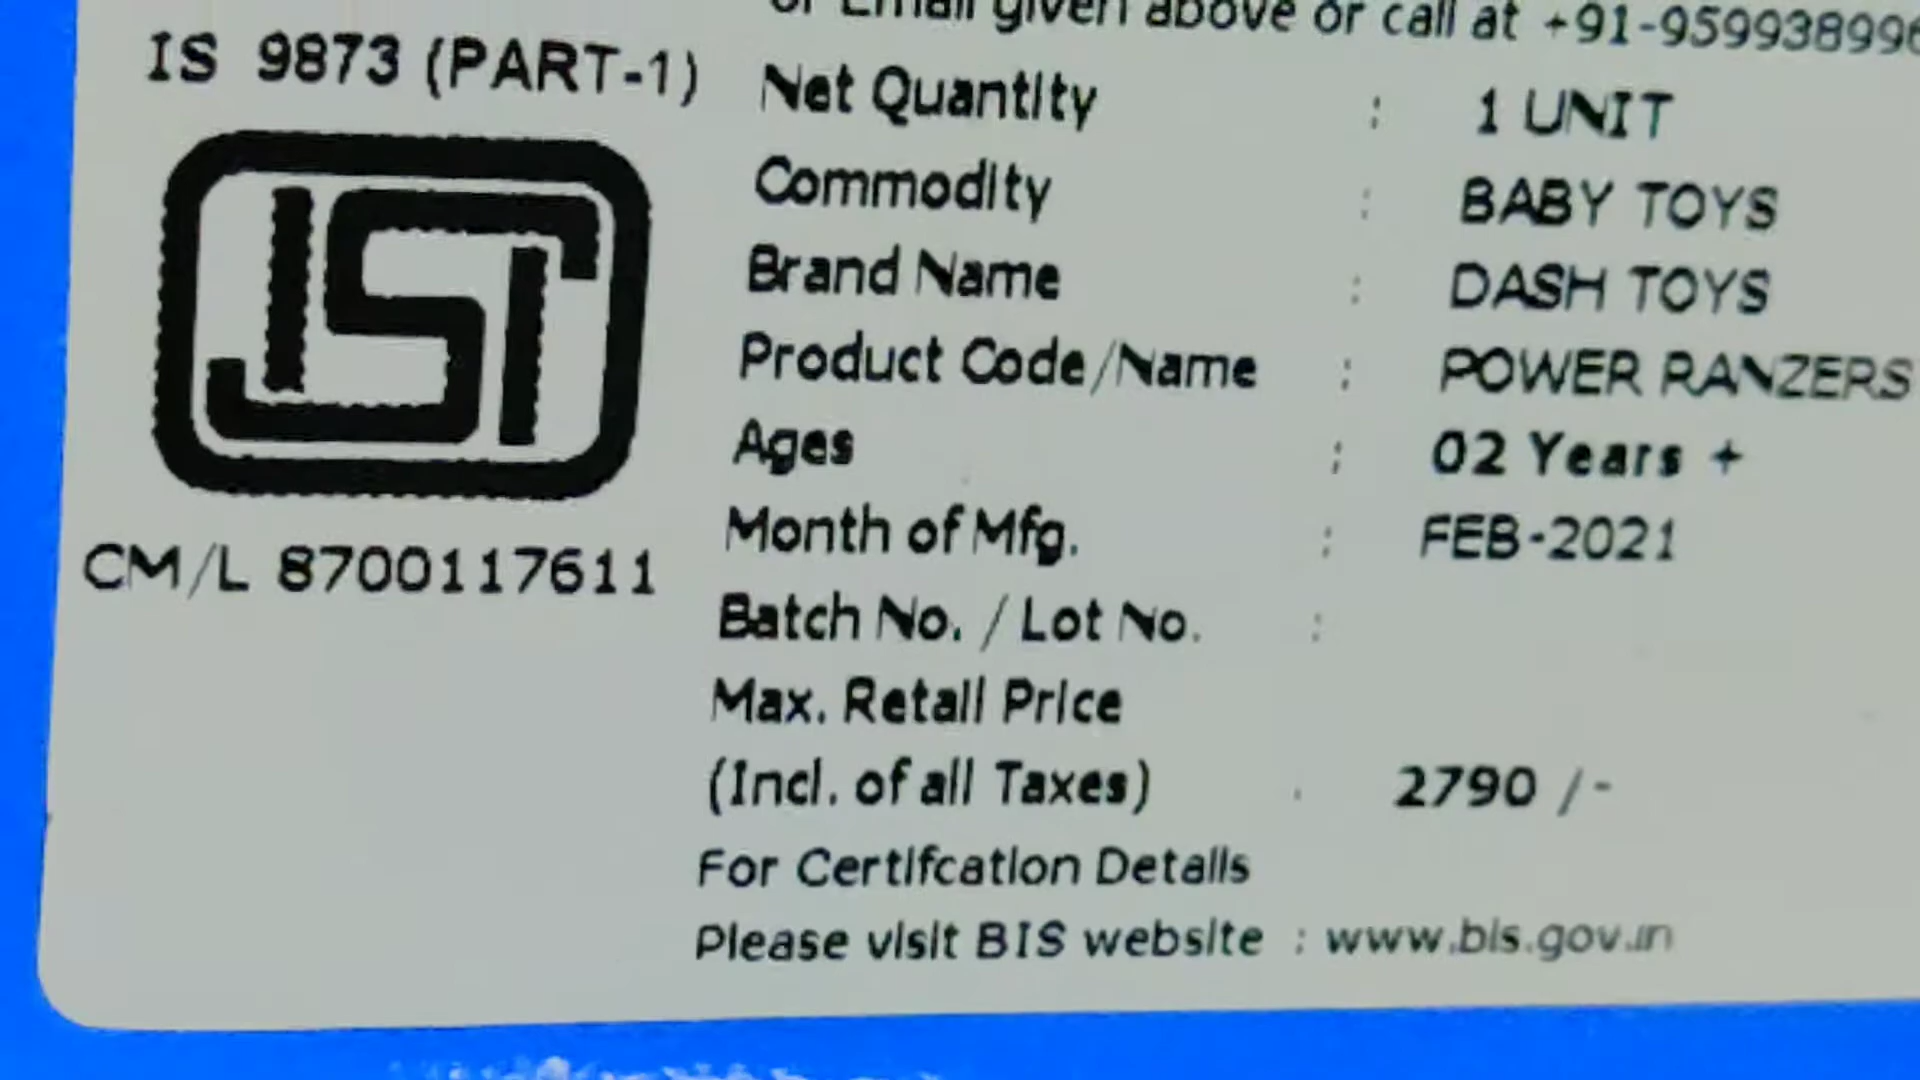 or Email given above or call at +91-959938996
IS 9873 (PART-1)
Net Quantity : 1 UNIT
Commodity : BABY TOYS
Brand Name : DASH TOYS
Product Code/Name : POWER RANZERS
Ages : 02 Years +
Month of Mfg. : FEB-2021
CM/L 8700117611
Batch No. / Lot No. :
Max. Retail Price
(Incl. of all Taxes) : 2790 /-
For Certifcation Details
Please visit BIS website : www.bis.gov.in